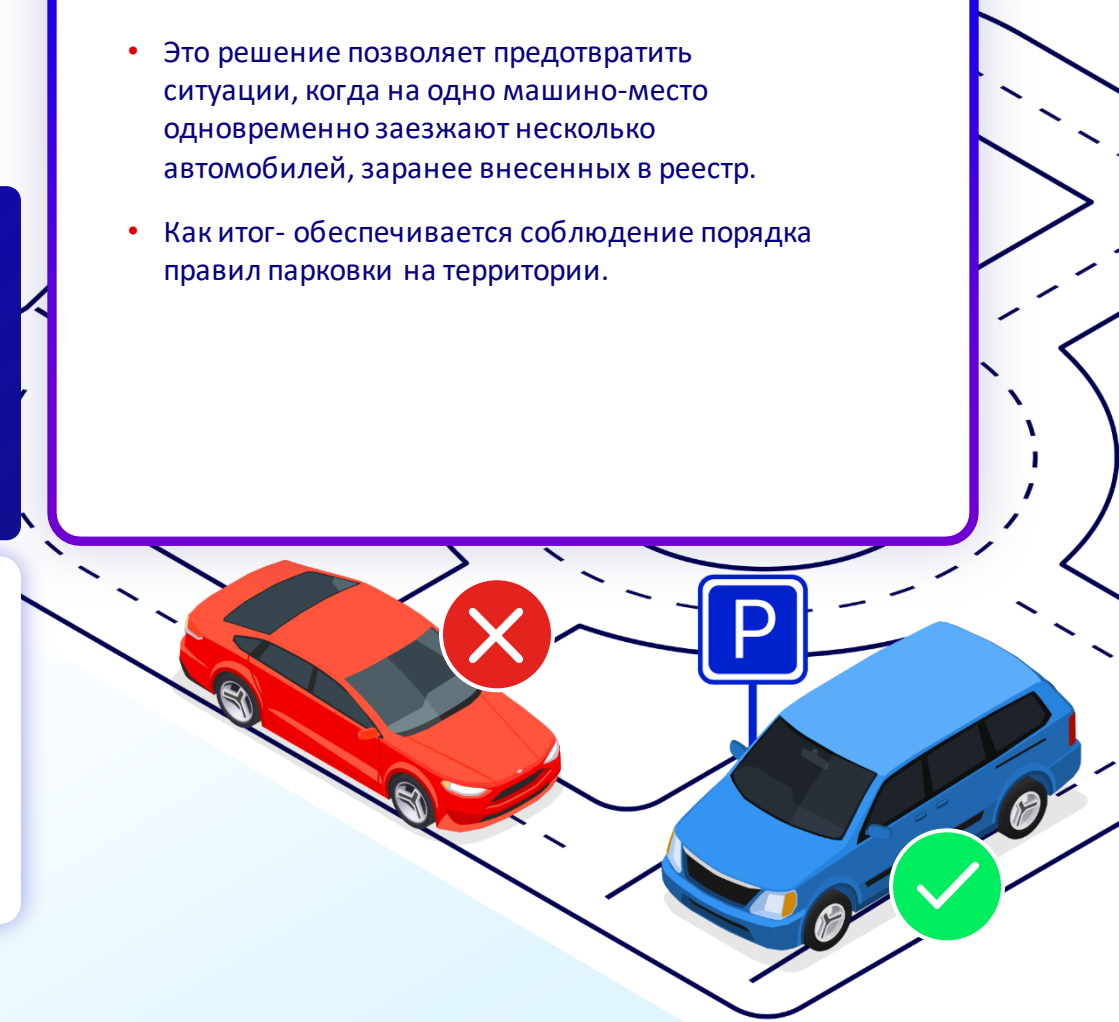 • Это решение позволяет предотвратить
ситуации, когда на одно машино-место
одновременно заезжают несколько
автомобилей, заранее внесенных в реестр.
• Как итог- обеспечивается соблюдение порядка
правил парковки на территории.
P